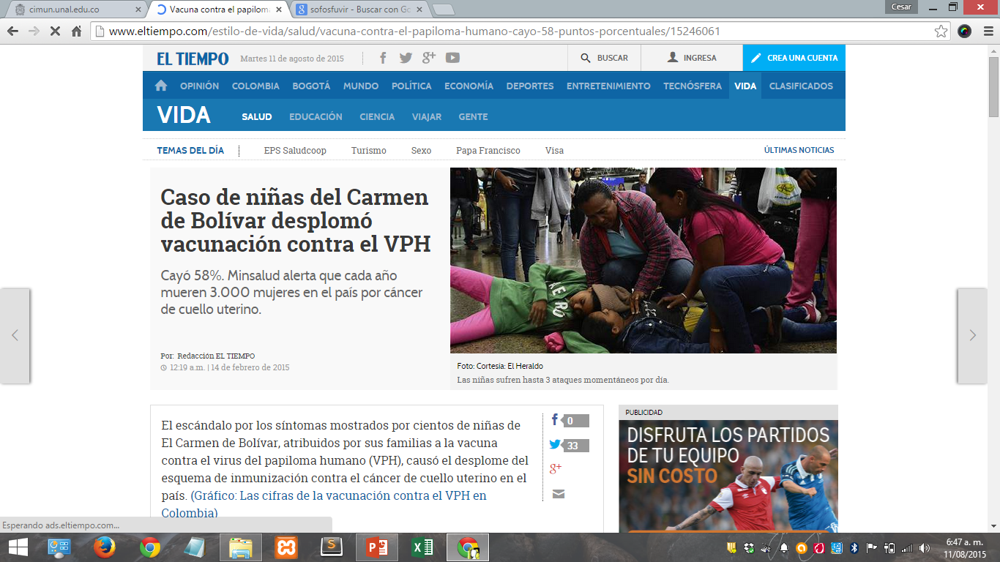 cimun.unal.edu.co
Vacuna contra el papiloma
sofosfuvir - Buscar con Go
Cesar
www.eltiempo.com/estilo-de-vida/salud/vacuna-contra-el-papiloma-humano-cayo-58-puntos-porcentuales/15246061
EL TIEMPO
Martes 11 de agosto de 2015
BUSCAR
INGRESA
CREA UNA CUENTA
OPINIÓN COLOMBIA BOGOTÁ MUNDO POLÍTICA ECONOMÍA DEPORTES ENTRETENIMIENTO TECNÓSFERA VIDA CLASIFICADOS
VIDA SALUD EDUCACIÓN CIENCIA VIAJAR GENTE
TEMAS DEL DÍA EPS Saludcoop Turismo Sexo Papa Francisco Visa ÚLTIMAS NOTICIAS
Caso de niñas del Carmen
de Bolívar desplomó
vacunación contra el VPH
Cayó 58%. Minsalud alerta que cada año
mueren 3.000 mujeres en el país por cáncer
de cuello uterino.
Por: Redacción EL TIEMPO
12:19 a.m. | 14 de febrero de 2015
Foto: Cortesía: El Heraldo
Las niñas sufren hasta 3 ataques momentáneos por día.
El escándalo por los síntomas mostrados por cientos de niñas de
El Carmen de Bolívar, atribuidos por sus familias a la vacuna
contra el virus del papiloma humano (VPH), causó el desplome del
esquema de inmunización contra el cáncer de cuello uterino en el
país. (Gráfico: Las cifras de la vacunación contra el VPH en
Colombia)
0
33
PUBLICIDAD
DISFRUTA LOS PARTIDOS
DE TU EQUIPO
SIN COSTO
Esperando ads.eltiempo.com...
6:47 a. m.
11/08/2015